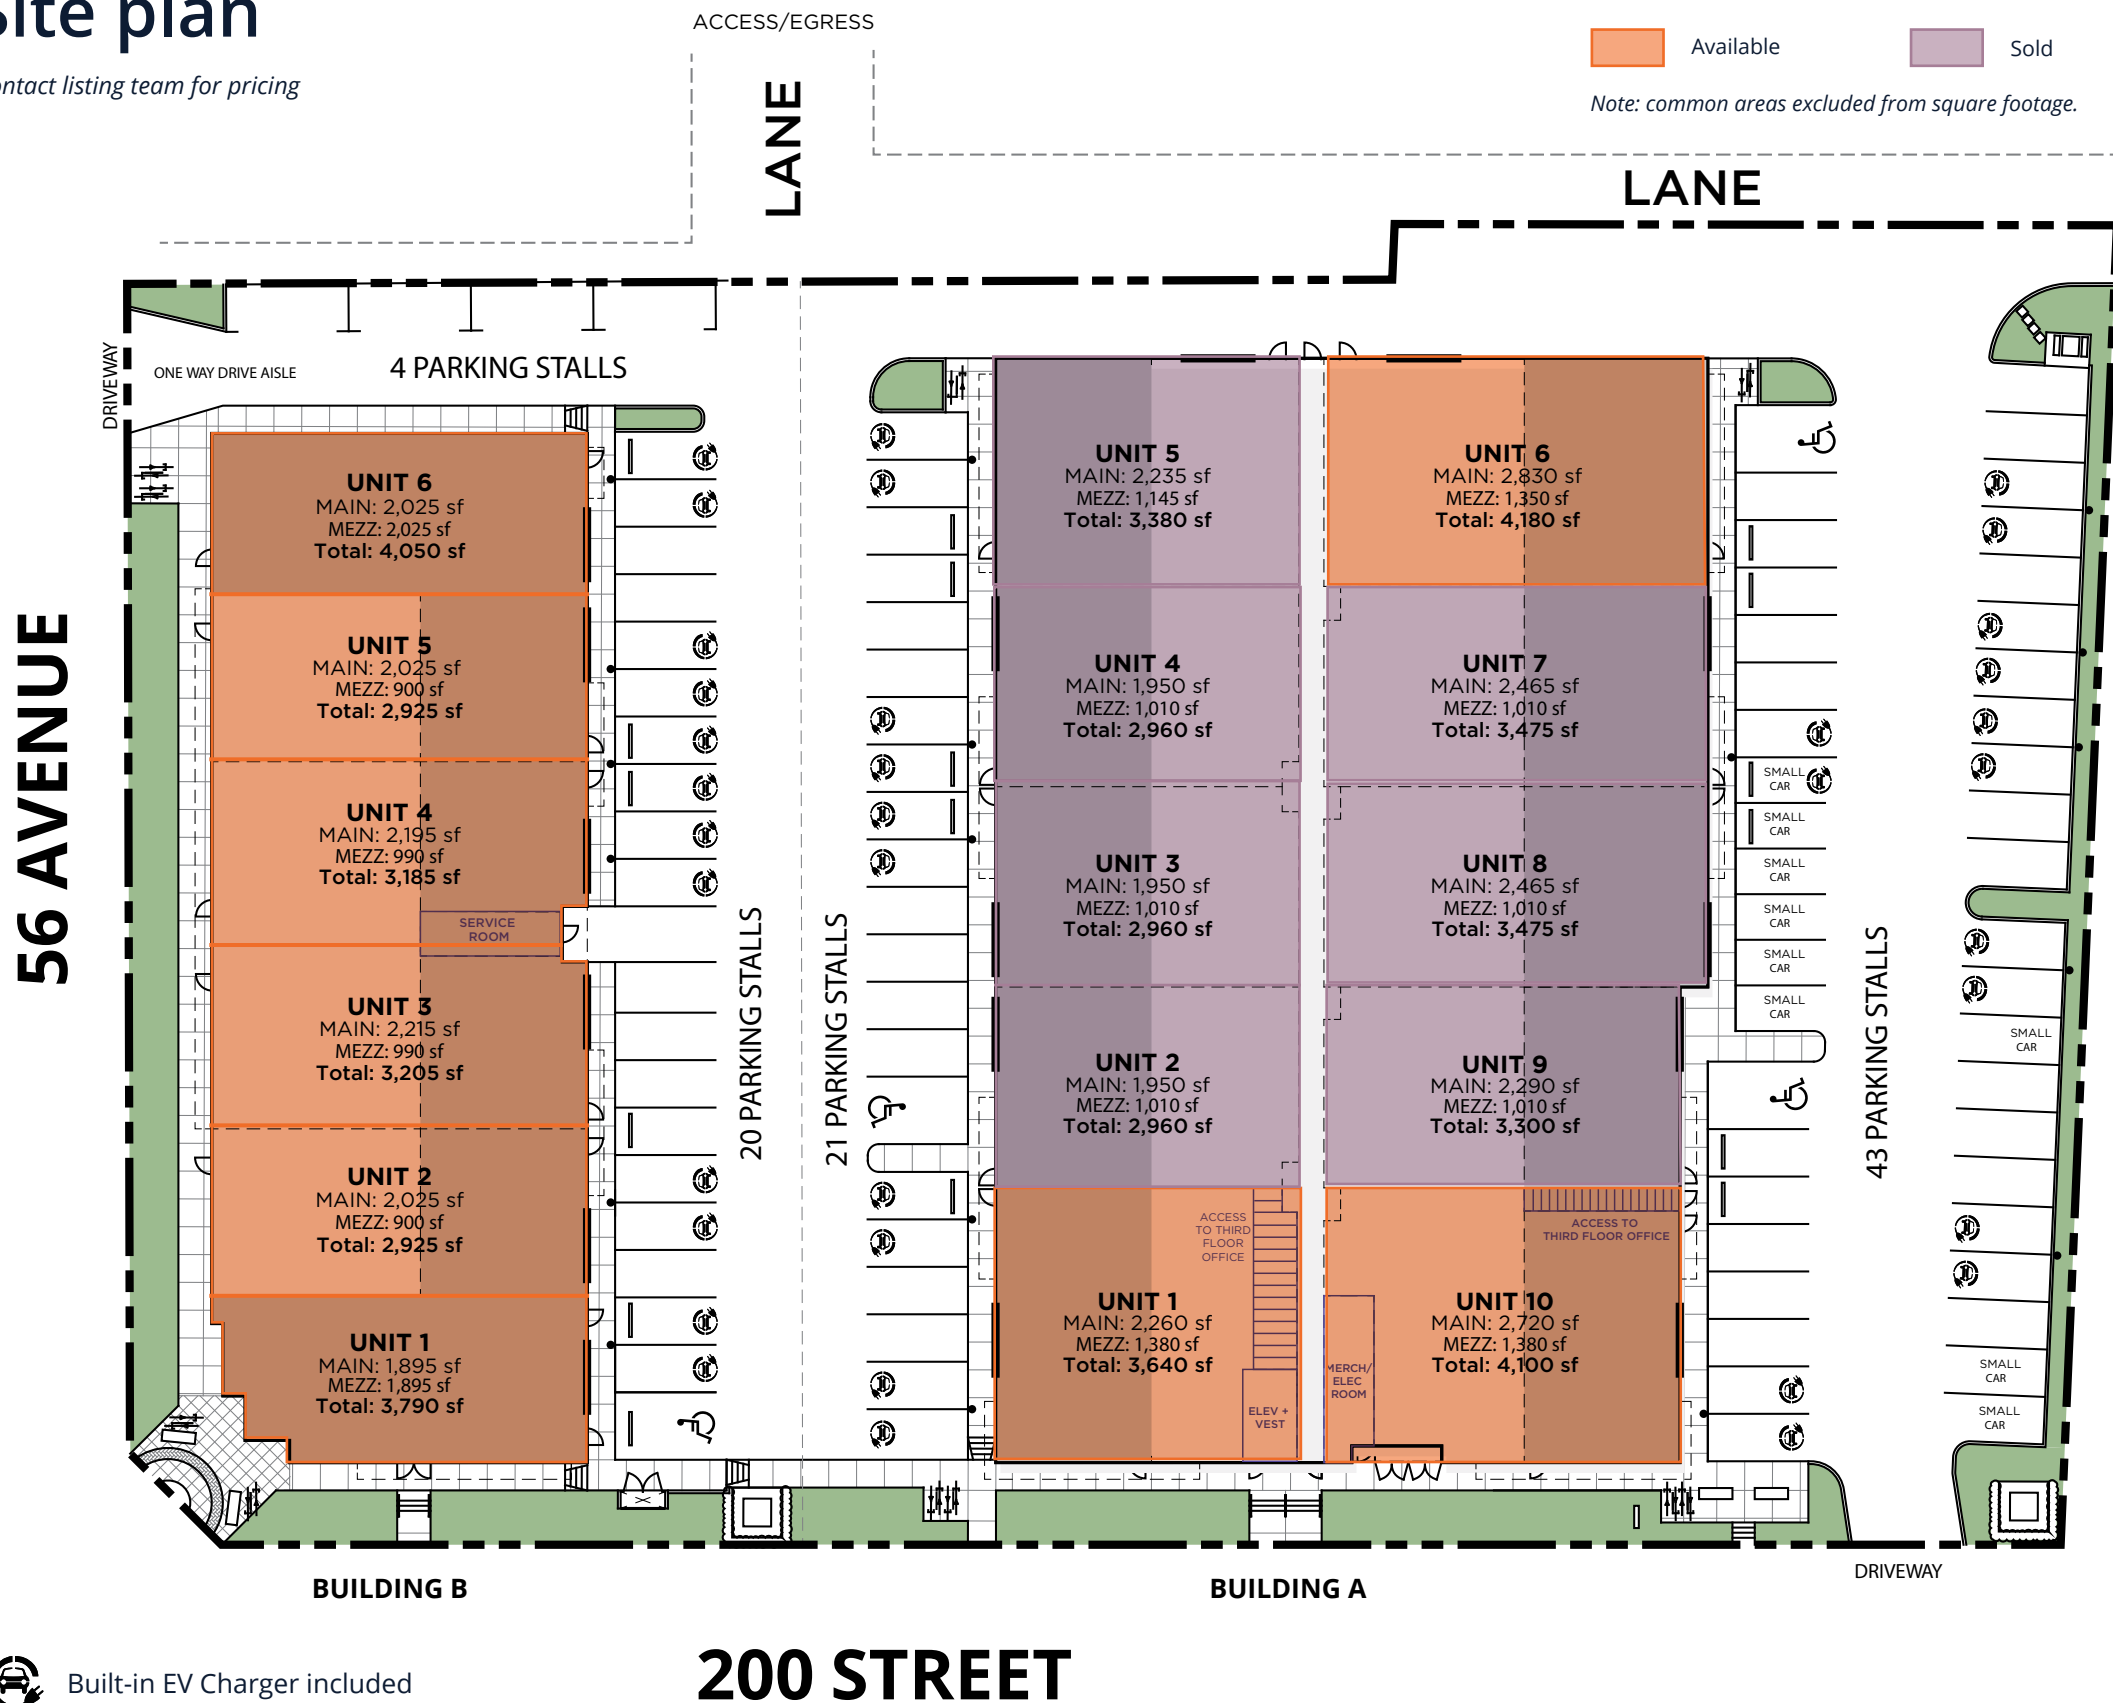 Site plan
ontact listing team for pricing
ACCESS/EGRESS
LANE
Available
Sold
Note: common areas excluded from square footage.
LANE
DRIVEWAY
ONE WAY DRIVE AISLE
4 PARKING STALLS
56 AVENUE
UNIT 6
MAIN: 2,025 sf
MEZZ: 2,025 sf
Total: 4,050 sf
UNIT 5
MAIN: 2,025 sf
MEZZ: 900 sf
Total: 2,925 sf
UNIT 4
MAIN: 2,195 sf
MEZZ: 990 sf
Total: 3,185 sf
SERVICE
ROOM
UNIT 3
MAIN: 2,215 sf
MEZZ: 990 sf
Total: 3,205 sf
UNIT 2
MAIN: 2,025 sf
MEZZ: 900 sf
Total: 2,925 sf
UNIT 1
MAIN: 1,895 sf
MEZZ: 1,895 sf
Total: 3,790 sf
20 PARKING STALLS
21 PARKING STALLS
UNIT 5
MAIN: 2,235 sf
MEZZ: 1,145 sf
Total: 3,380 sf
UNIT 4
MAIN: 1,950 sf
MEZZ: 1,010 sf
Total: 2,960 sf
UNIT 3
MAIN: 1,950 sf
MEZZ: 1,010 sf
Total: 2,960 sf
UNIT 2
MAIN: 1,950 sf
MEZZ: 1,010 sf
Total: 2,960 sf
ACCESS
TO THIRD
FLOOR
OFFICE
UNIT 1
MAIN: 2,260 sf
MEZZ: 1,380 sf
Total: 3,640 sf
ELEV +
VEST
UNIT 6
MAIN: 2,830 sf
MEZZ: 1,350 sf
Total: 4,180 sf
UNIT 7
MAIN: 2,465 sf
MEZZ: 1,010 sf
Total: 3,475 sf
UNIT 8
MAIN: 2,465 sf
MEZZ: 1,010 sf
Total: 3,475 sf
UNIT 9
MAIN: 2,290 sf
MEZZ: 1,010 sf
Total: 3,300 sf
ACCESS TO
THIRD FLOOR OFFICE
UNIT 10
MAIN: 2,720 sf
MEZZ: 1,380 sf
Total: 4,100 sf
MERCH/
ELEC
ROOM
SMALL
CAR
SMALL
CAR
SMALL
CAR
SMALL
CAR
SMALL
CAR
SMALL
CAR
43 PARKING STALLS
SMALL
CAR
SMALL
CAR
SMALL
CAR
DRIVEWAY
BUILDING B
BUILDING A
200 STREET
Built-in EV Charger included